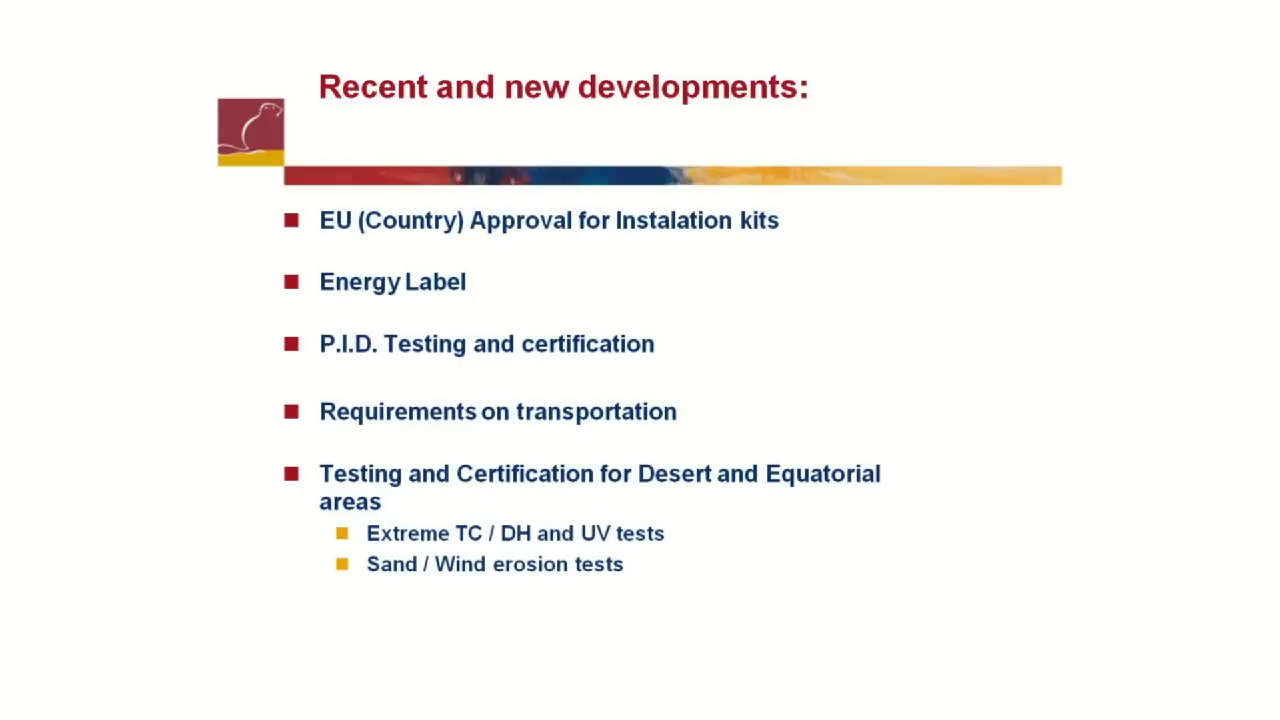 Recent and new developments:
EU (Country) Approval for Instalation kits
Energy Label
P.I.D. Testing and certification
Requirements on transportation
Testing and Certification for Desert and Equatorial
areas
Extreme TC / DH and UV tests
Sand / Wind erosion tests